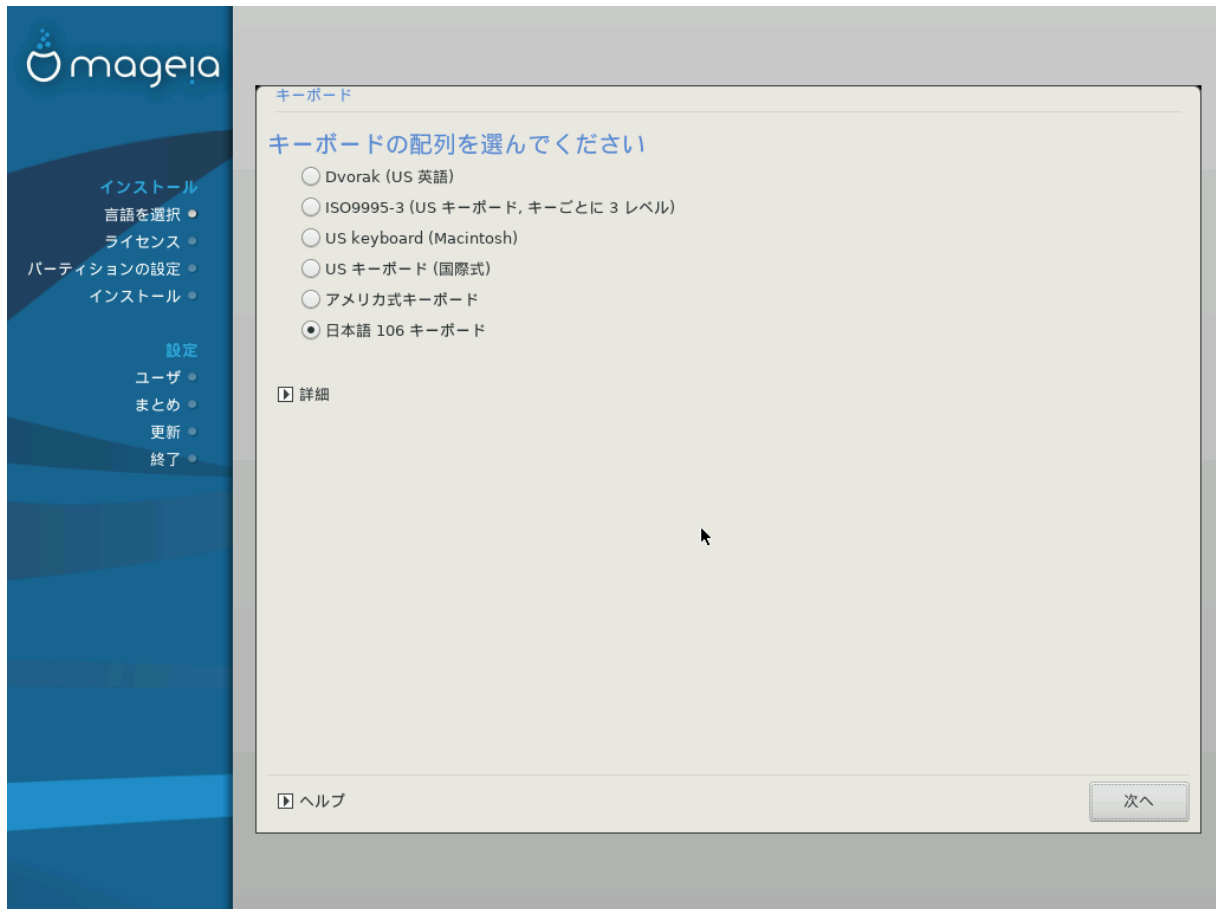 mageia
インストール
言語を選択
ライセンス
パーティションの設定
インストール
設定
ユーザ
まとめ
更新
終了
キーボード
キーボードの配列を選んでください
Dvorak (US 英語)
ISO9995-3 (US キーボード, キーごとに 3 レベル)
US keyboard (Macintosh)
US キーボード (国際式)
アメリカ式キーボード
日本語 106 キーボード
詳細
ヘルプ
次へ